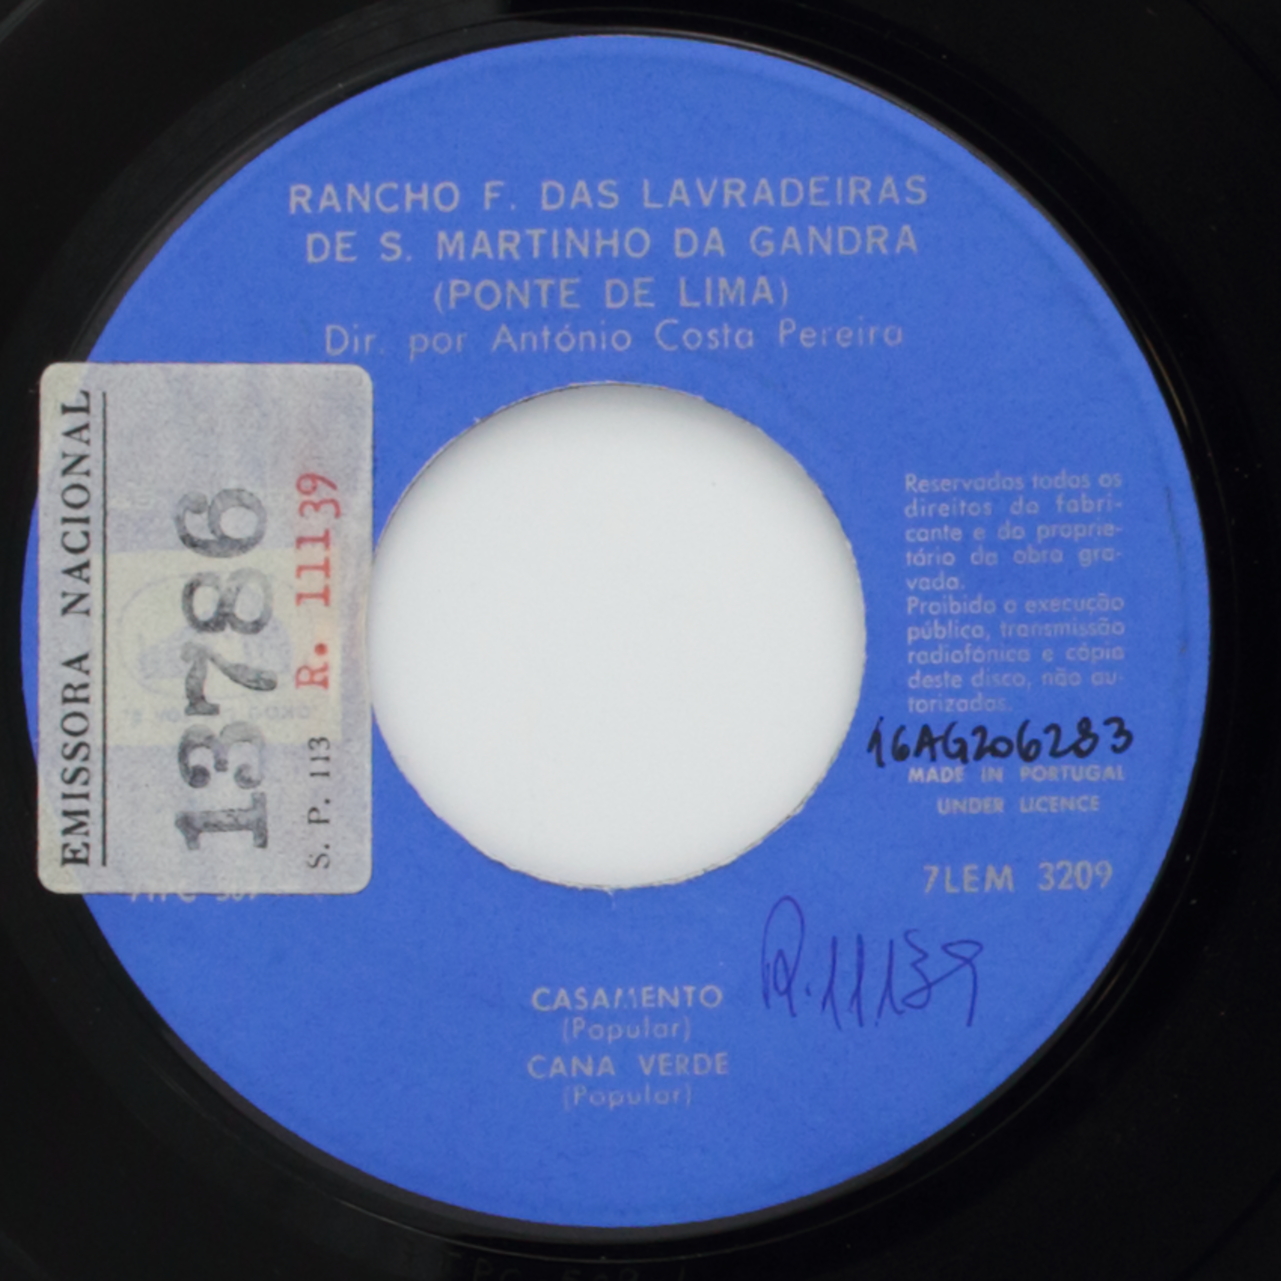 RANCHO F. DAS LAVRADEIRAS
DE S. MARTINHO DA GANDRA
(PONTE DE LIMA)
Dir. por António Costa Pereira
EMISSORA NACIONAL
13786
R. 11139
S. P. 113
Reservados todos os
direitos do fabri-
cante e do proprie-
tário da obra gra-
vada.
Proibida a execução
pública, transmissão
radiofónica e cópia
deste disco, não au-
torizadas.
16AG206283
MADE IN PORTUGAL
UNDER LICENCE
7LEM 3209
R.11139
CASAMENTO
(Popular)
CANA VERDE
(Popular)